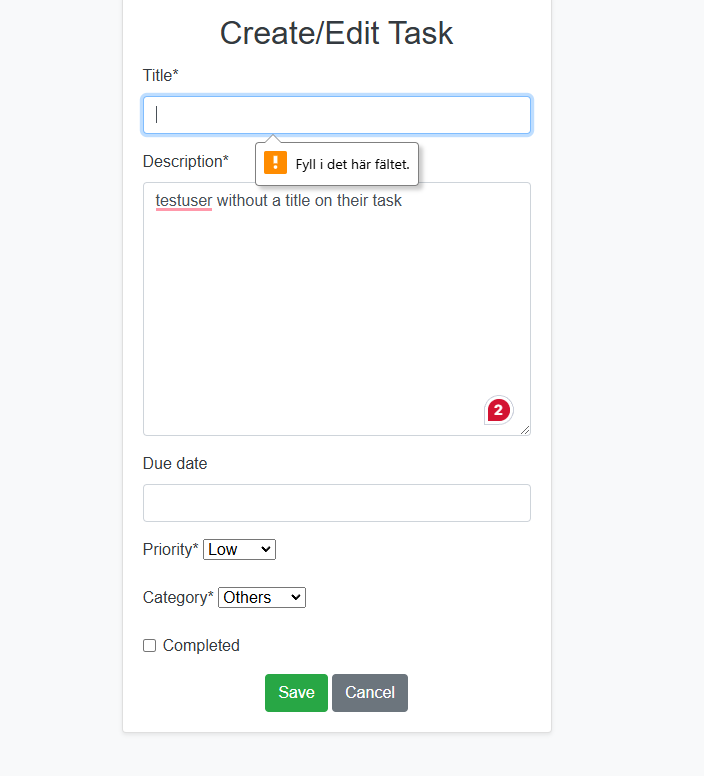 Create/Edit Task
Title*
Fyll i det här fältet.
Description*
testuser without a title on their task
2
Due date
Priority* Low
Category* Others
Completed
Save Cancel